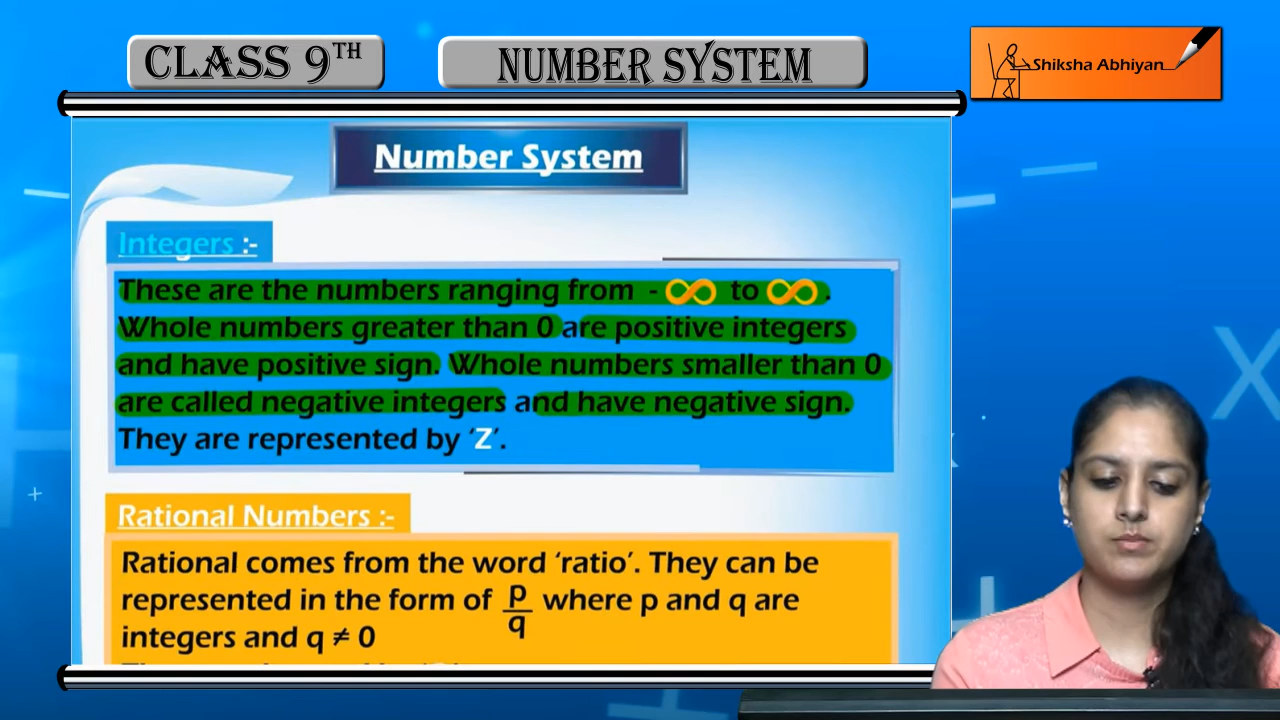 CLASS 9TH
NUMBER SYSTEM
Shiksha Abhiyan
Number System
Integers :-
These are the numbers ranging from - ∞ to ∞ .
Whole numbers greater than 0 are positive integers
and have positive sign. Whole numbers smaller than 0
are called negative integers and have negative sign.
They are represented by ‘Z’.
Rational Numbers :-
Rational comes from the word ‘ratio’. They can be
represented in the form of p/q where p and q are
integers and q ≠ 0